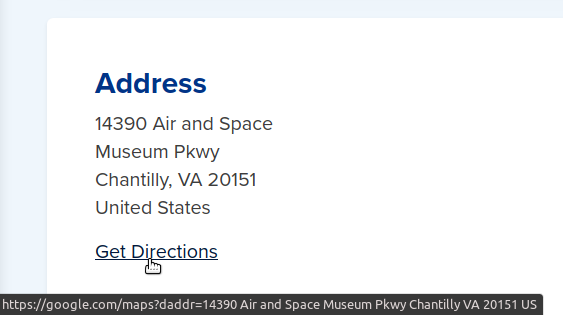 Address
14390 Air and Space
Museum Pkwy
Chantilly, VA 20151
United States
Get Directions
https://google.com/maps?daddr=14390 Air and Space Museum Pkwy Chantilly VA 20151 US